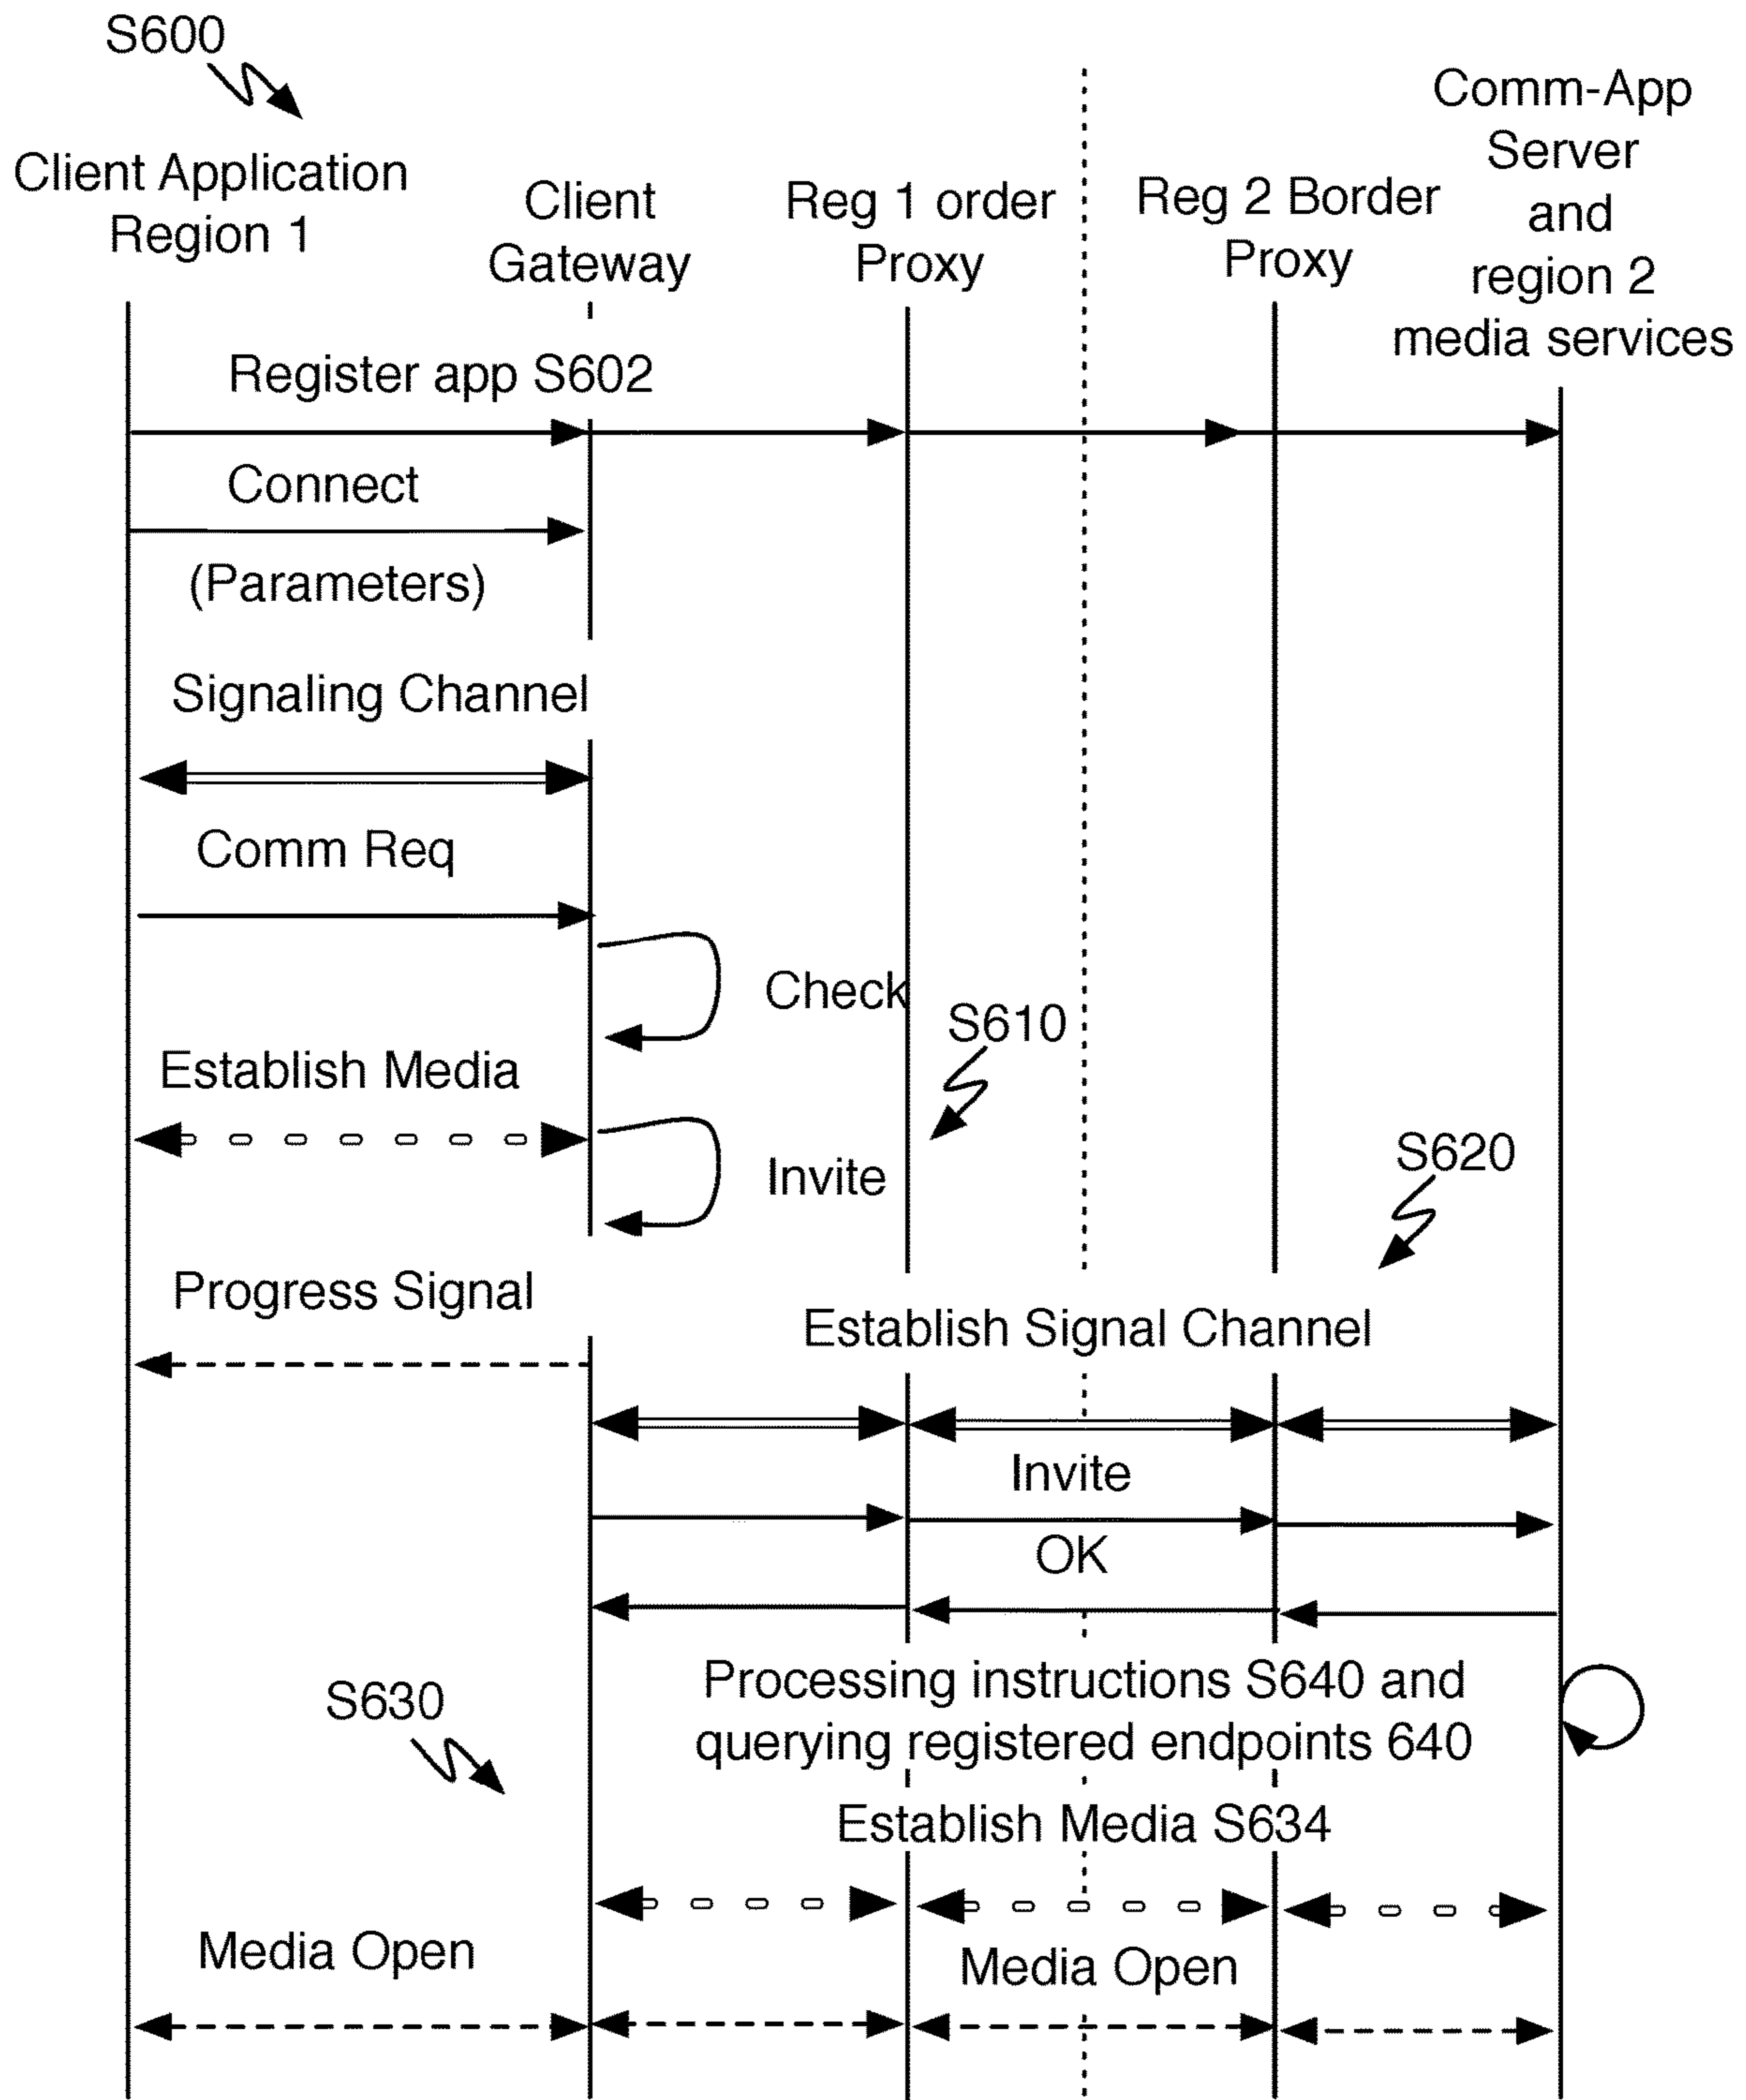 S600
Client Application
Region 1
Client
Gateway
Reg 1 order
Proxy
Reg 2 Border
Proxy
Comm-App
Server
and
region 2
media services
Register app S602
Connect
(Parameters)
Signaling Channel
Comm Req
Check
S610
Establish Media
Invite
S620
Progress Signal
Establish Signal Channel
Invite
OK
Processing instructions S640 and
querying registered endpoints 640
S630
Establish Media S634
Media Open
Media Open